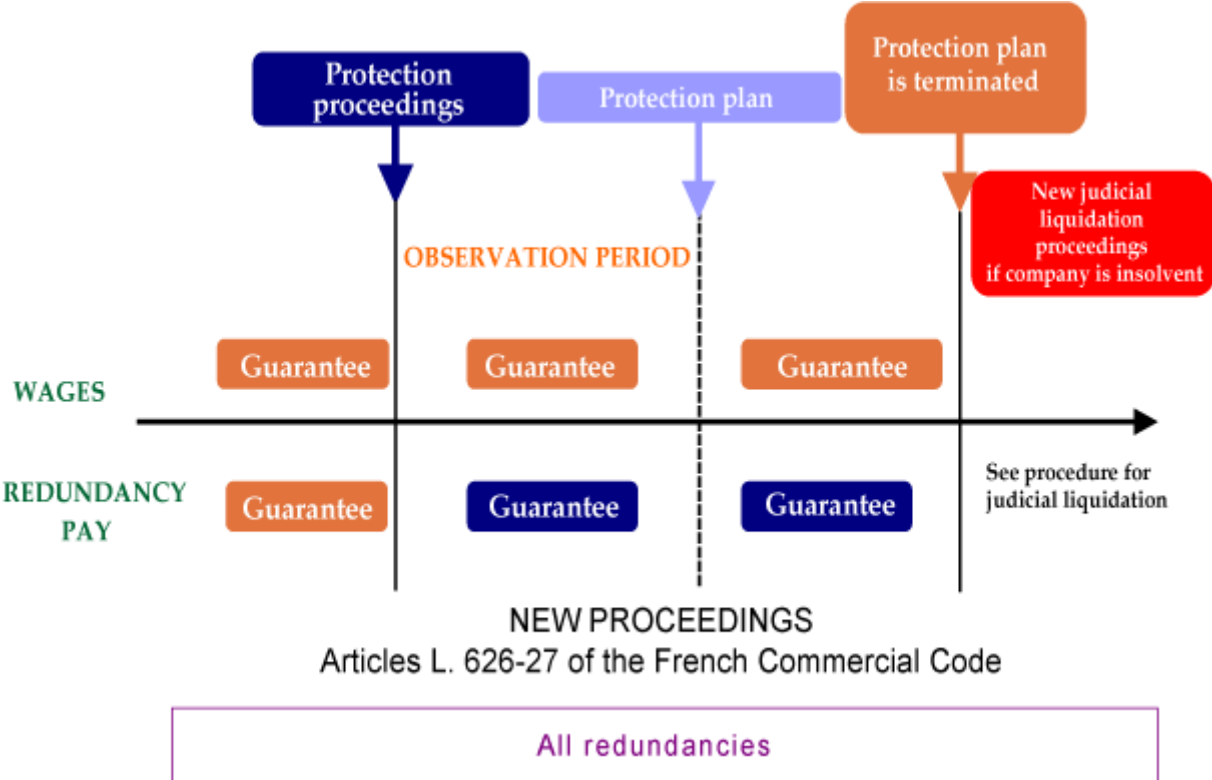 Protection
proceedings
Protection plan
Protection plan
is terminated
New judicial
liquidation
proceedings
if company is insolvent
OBSERVATION PERIOD
Guarantee
Guarantee
Guarantee
WAGES
REDUNDANCY
PAY
Guarantee
Guarantee
Guarantee
See procedure for
judicial liquidation
NEW PROCEEDINGS
Articles L. 626-27 of the French Commercial Code
All redundancies